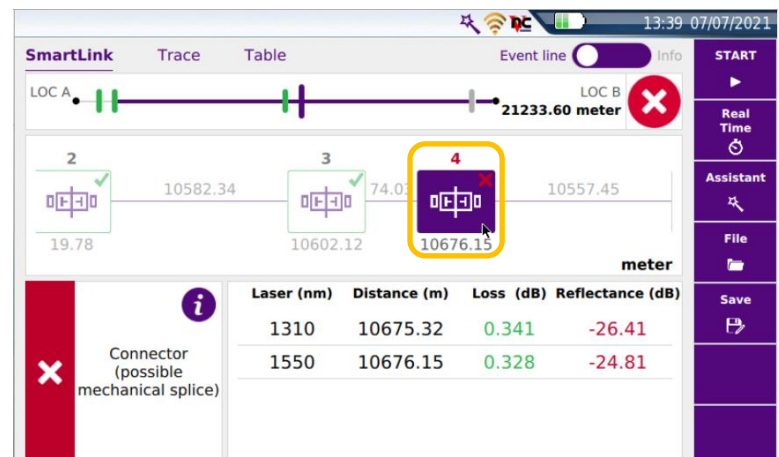 13:39 07/07/2021
SmartLink Trace Table Event line Info START
LOC A LOC B
21233.60 meter
Real
Time
2 3 4
10582.34 74.03 10557.45
Assistant
19.78 10602.12 10676.15
meter
File
Laser (nm) Distance (m) Loss (dB) Reflectance (dB)
1310 10675.32 0.341 -26.41
1550 10676.15 0.328 -24.81
Save
i
Connector
(possible
mechanical splice)